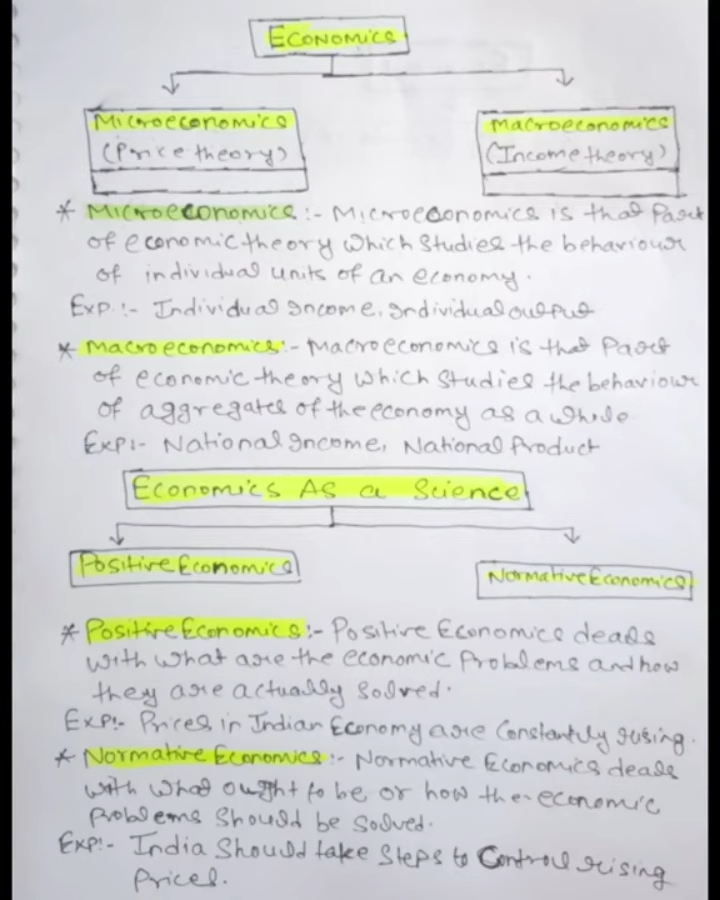 ECONOMICS
Microeconomics
(Price theory)
Macroeconomics
(Income theory)
* Microeconomics :- Microeconomics is that Part
of economic theory which studies the behaviour
of individual units of an economy.
Exp :- Individual Income, Individual output
* Macroeconomics :- Macroeconomics is that Part
of economic theory which studies the behaviour
of aggregates of the economy as a whole
Exp :- National Income, National Product
Economics As a Science
Positive Economics
Normative Economics
* Positive Economics :- Positive Economics deals
with what are the economic Problems and how
they are actually solved.
Exp :- Prices in Indian Economy are Constantly rising.
* Normative Economics :- Normative Economics deals
with what ought to be or how the economic
Problems should be solved.
Exp :- India Should take Steps to Control rising
Prices.